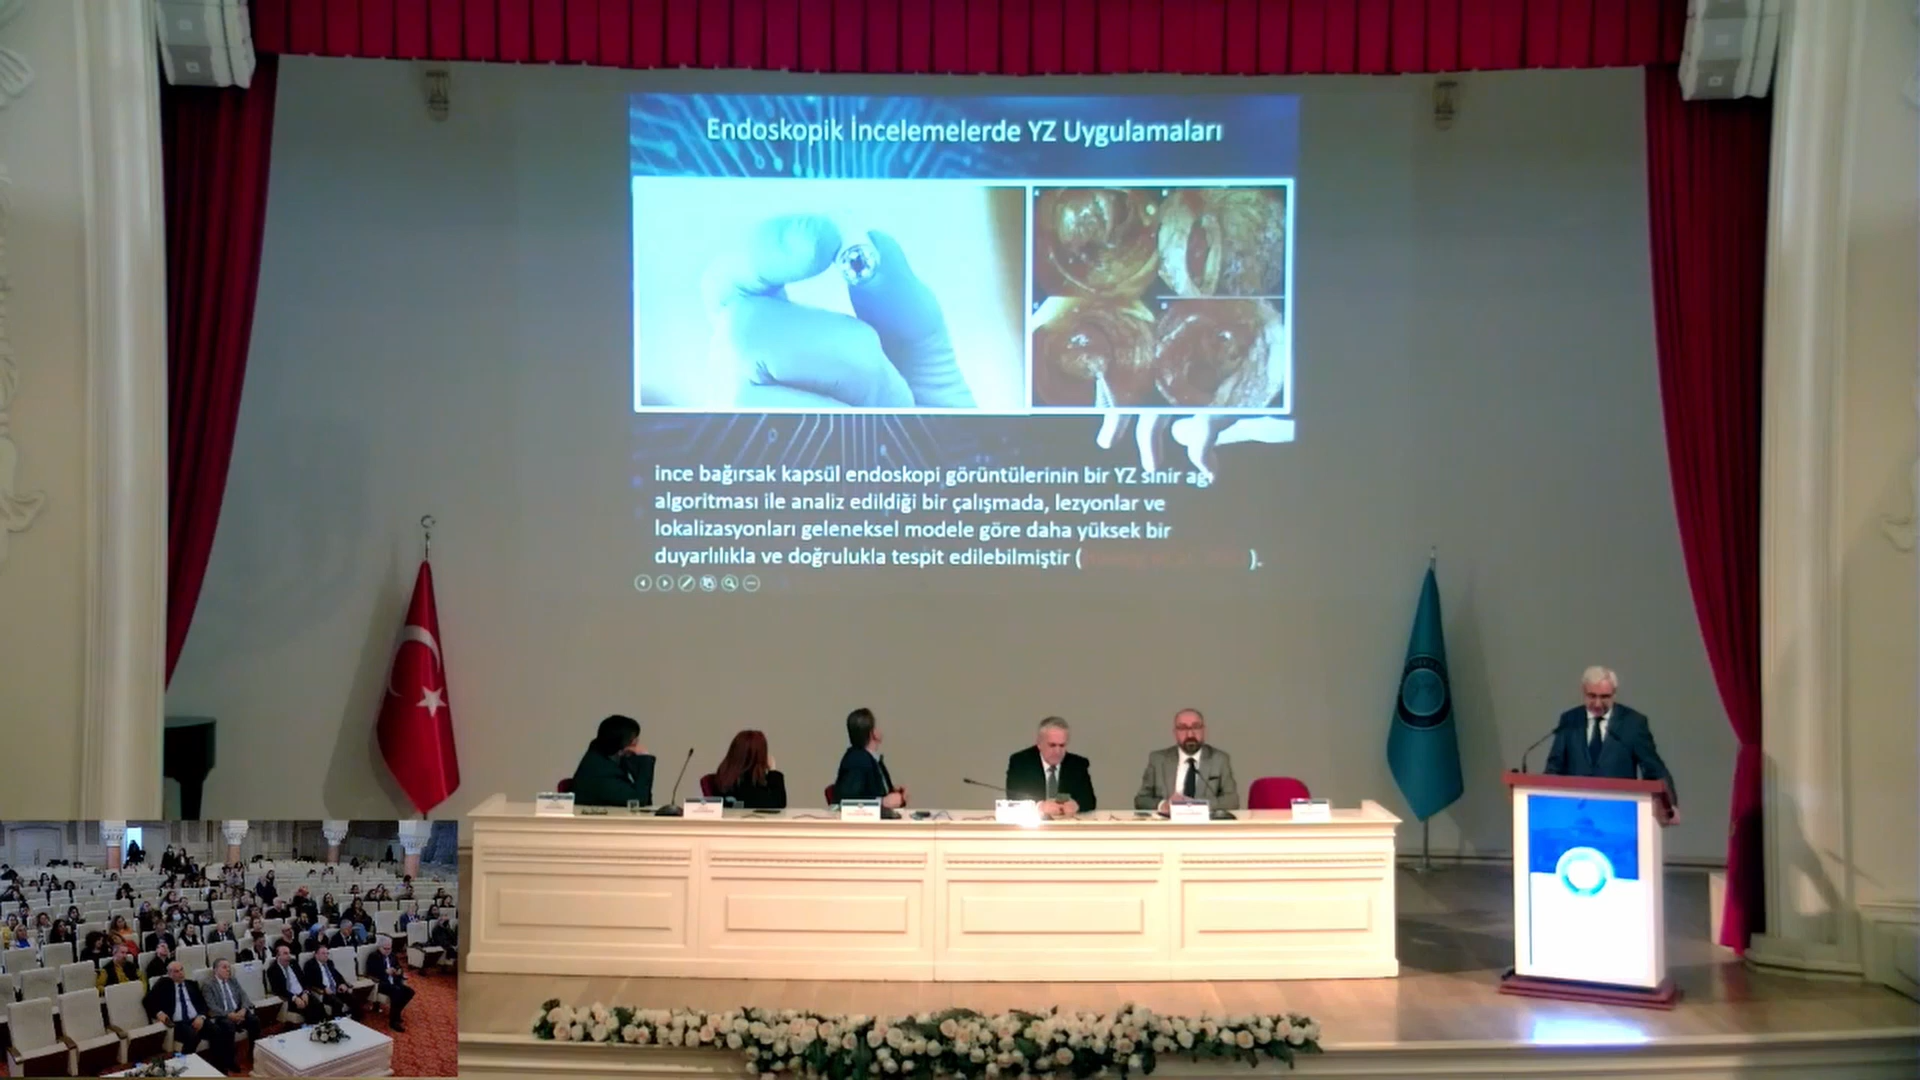 Endoskopik İncelemelerde YZ Uygulamaları
ince bağırsak kapsül endoskopi görüntülerinin bir YZ sinir ağı
algoritması ile analiz edildiği bir çalışmada, lezyonlar ve
lokalizasyonları geleneksel modele göre daha yüksek bir
duyarlılıkla ve doğrulukla tespit edilebilmiştir ( ).